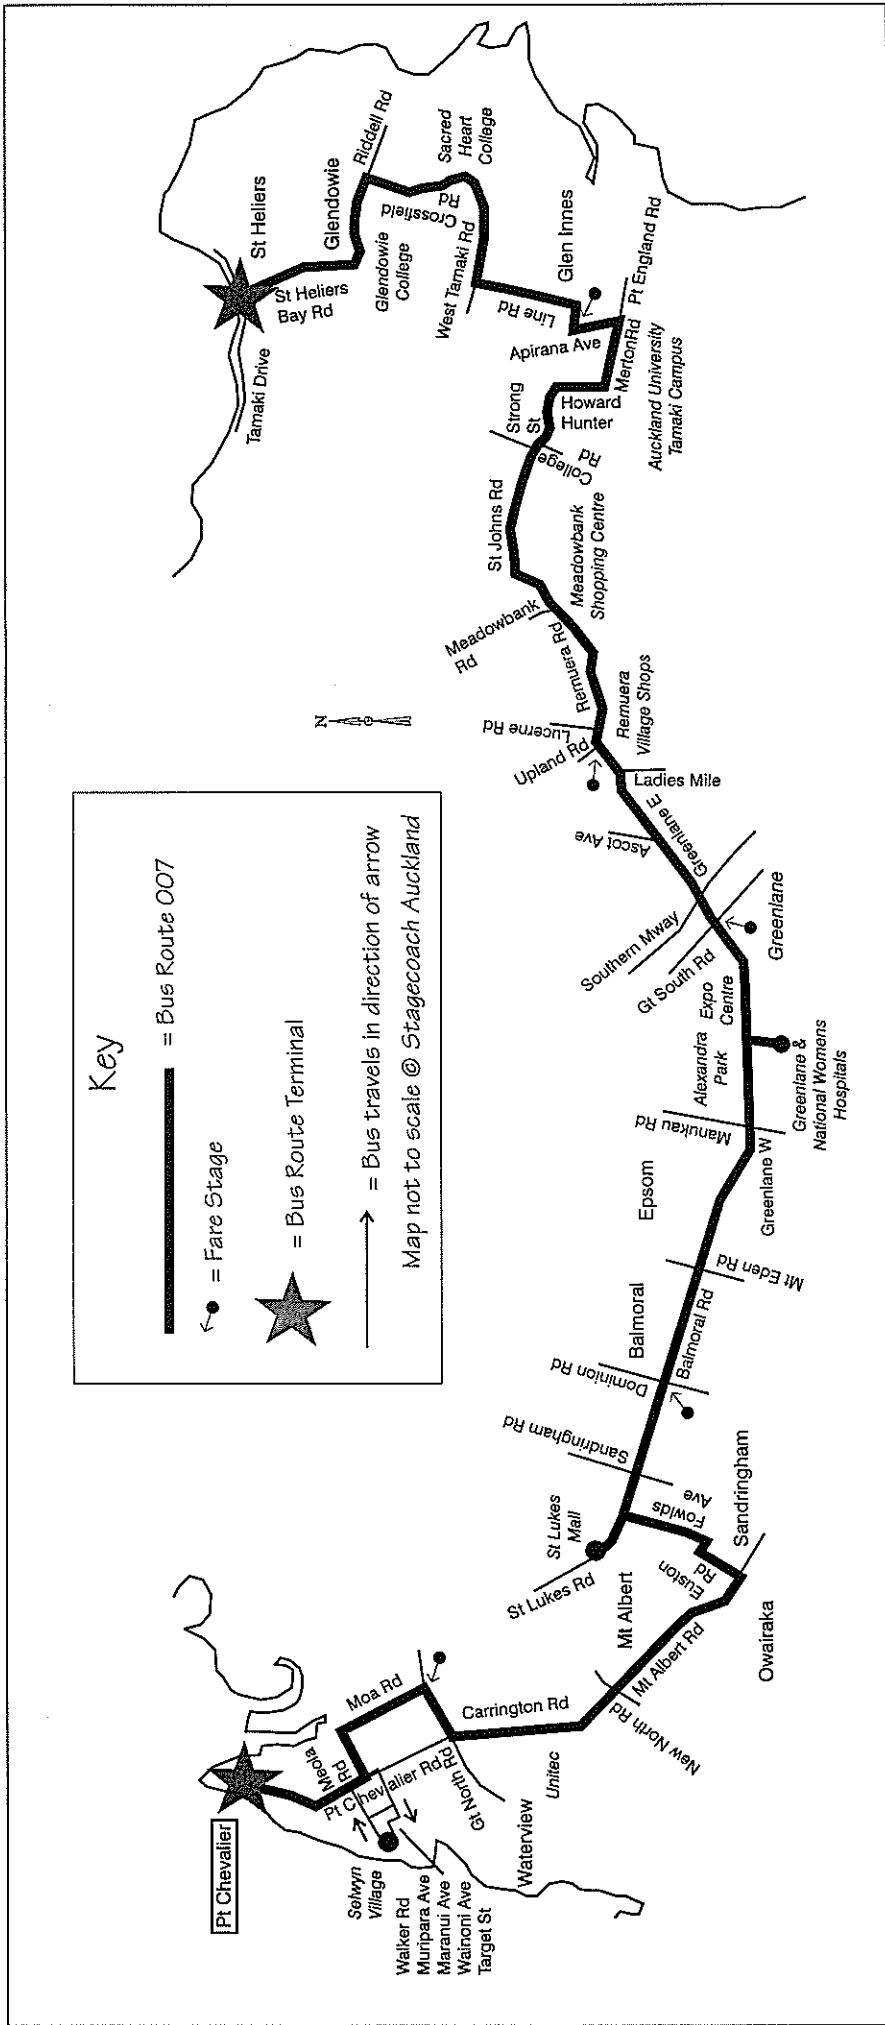 Key
= Bus Route 007
= Fare Stage
= Bus Route Terminal
= Bus travels in direction of arrow
Map not to scale @ Stagecoach Auckland
N
Pt Chevalier
Meola
Rd
Moa Rd
Pt Chevalier Rd
Selwyn
Village
Walker Rd
Muripara Ave
Maranui Ave
Wainoni Ave
Target St
Gt North Rd
Waterview
Carrington Rd
Unitec
New North Rd
Mt Albert Rd
Mt Albert
Owairaka
St Lukes Rd
St Lukes
Mall
Euston
Rd
Fowlds
Ave
Sandringham
Sandringham Rd
Dominion Rd
Balmoral
Balmoral Rd
Mt Eden Rd
Epsom
Greenlane W
Manukau Rd
Alexandra
Park
Expo
Centre
Greenlane &
National Womens
Hospitals
Gt South Rd
Southern Mway
Greenlane
Greenlane E
Ascot Ave
Ladies Mile
Upland Rd
Lucerne Rd
Remuera
Village Shops
Remuera Rd
Meadowbank
Rd
Meadowbank
Shopping Centre
St Johns Rd
College
Rd
Strong
St
Howard
Hunter
Merton Rd
Auckland University
Tamaki Campus
Apirana Ave
Pt England Rd
Line Rd
Glen Innes
West Tamaki Rd
Sacred
Heart
College
Crossfield
Rd
Glendowie
College
Riddell Rd
Glendowie
St Heliers
Bay Rd
St Heliers
Tamaki Drive